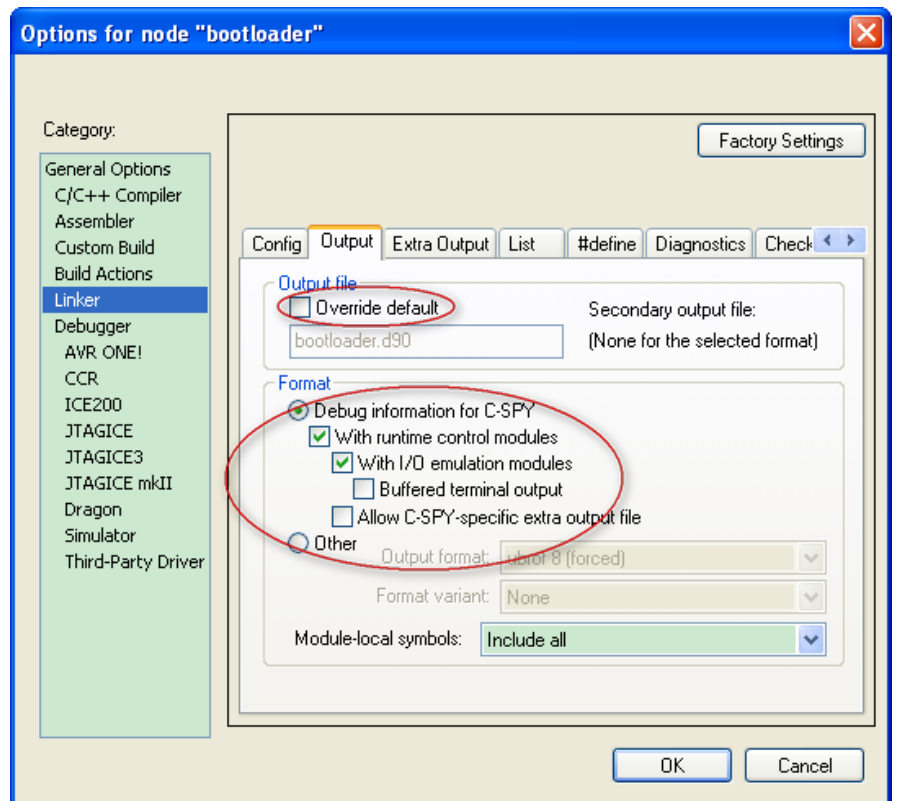 Options for node "bootloader"
Category:
Factory Settings
General Options
C/C++ Compiler
Assembler
Custom Build
Build Actions
Linker
Debugger
AVR ONE!
CCR
ICE200
JTAGICE
JTAGICE3
JTAGICE mkII
Dragon
Simulator
Third-Party Driver
Config Output Extra Output List #define Diagnostics Check
Output file
Override default
Secondary output file:
bootloader.d90
(None for the selected format)
Format
Debug information for C-SPY
With runtime control modules
With I/O emulation modules
Buffered terminal output
Allow C-SPY-specific extra output file
Other
Output format: ubrof 8 (forced)
Format variant: None
Module-local symbols: Include all
OK Cancel